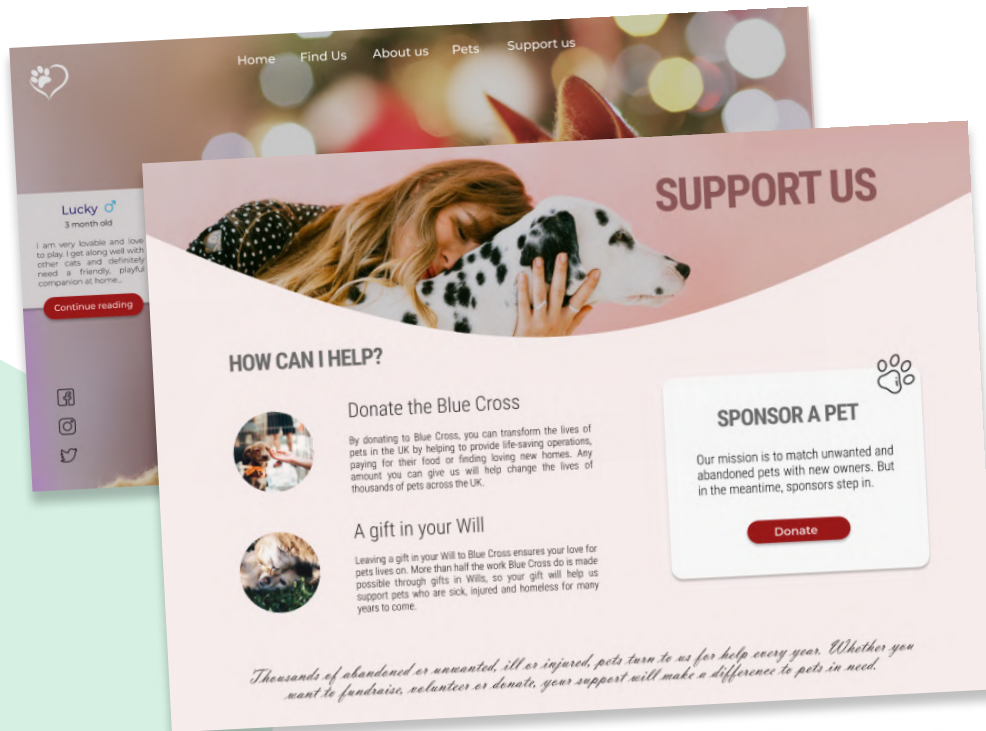 Home Find Us About us Pets Support us
Lucky
3 month old
I am very lovable and love
to play. I get along well with
other cats and definitely
need a friendly, playful
companion at home...
Continue reading
SUPPORT US
HOW CAN I HELP?
Donate the Blue Cross
By donating to Blue Cross, you can transform the lives of
pets in the UK by helping to provide life-saving operations,
paying for their food or finding loving new homes. Any
amount you can give us will help change the lives of
thousands of pets across the UK.
A gift in your Will
Leaving a gift in your Will to Blue Cross ensures your love for
pets lives on. More than half the work Blue Cross do is made
possible through gifts in Wills, so your gift will help us
support pets who are sick, injured and homeless for many
years to come.
SPONSOR A PET
Our mission is to match unwanted and
abandoned pets with new owners. But
in the meantime, sponsors step in.
Donate
Thousands of abandoned or unwanted, ill or injured, pets turn to us for help every year. Whether you
want to fundraise, volunteer or donate, your support will make a difference to pets in need.